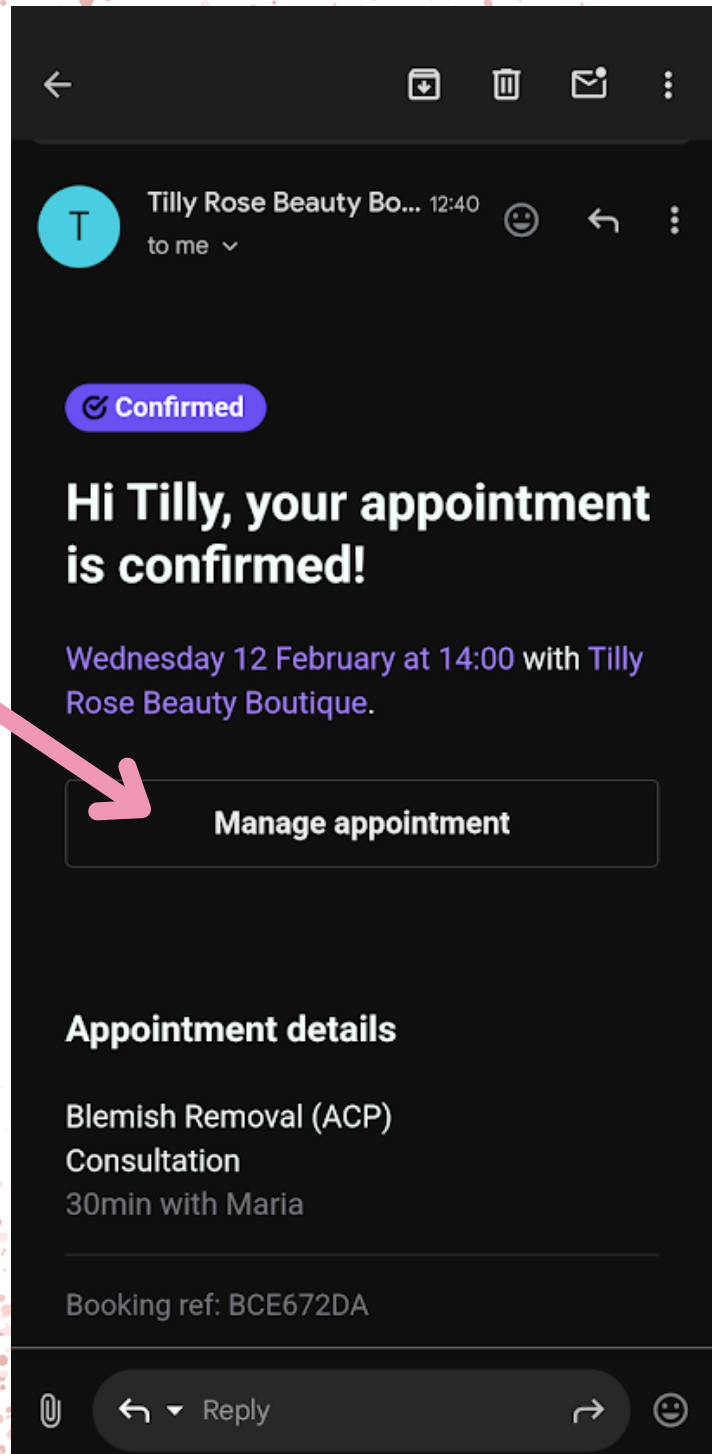 Tilly Rose Beauty Bo... 12:40
T
to me
Confirmed
Hi Tilly, your appointment
is confirmed!
Wednesday 12 February at 14:00 with Tilly
Rose Beauty Boutique.
Manage appointment
Appointment details
Blemish Removal (ACP)
Consultation
30min with Maria
Booking ref: BCE672DA
Reply